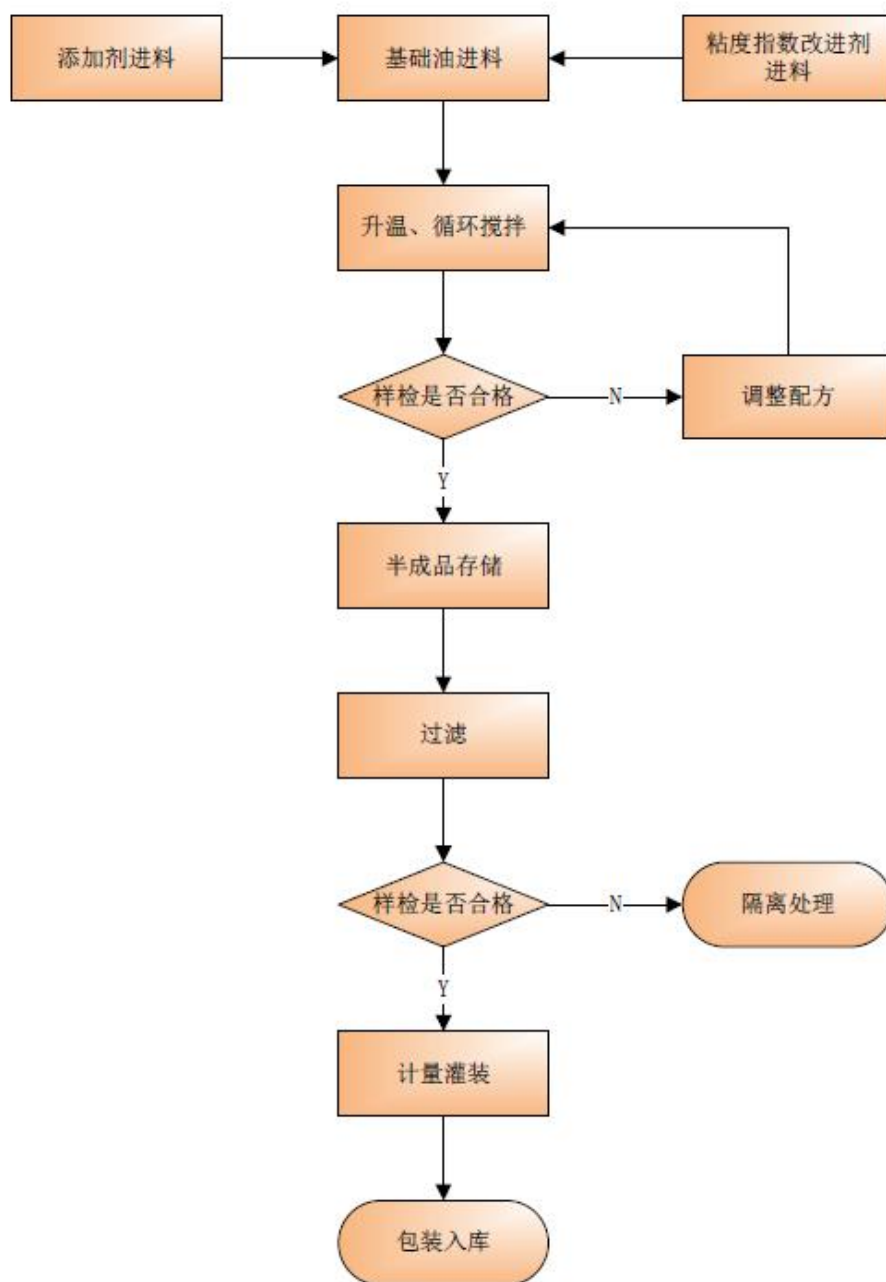 添加剂进料
基础油进料
粘度指数改进剂
进料
升温、循环搅拌
样检是否合格
N
调整配方
Y
半成品存储
过滤
样检是否合格
N
隔离处理
Y
计量灌装
包装入库